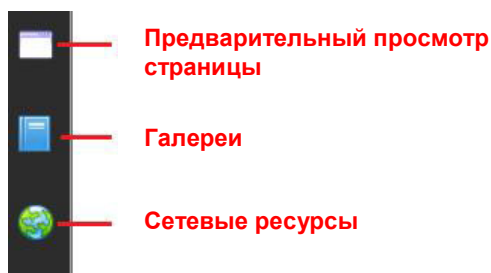 Предварительный просмотр
страницы
Галереи
Сетевые ресурсы